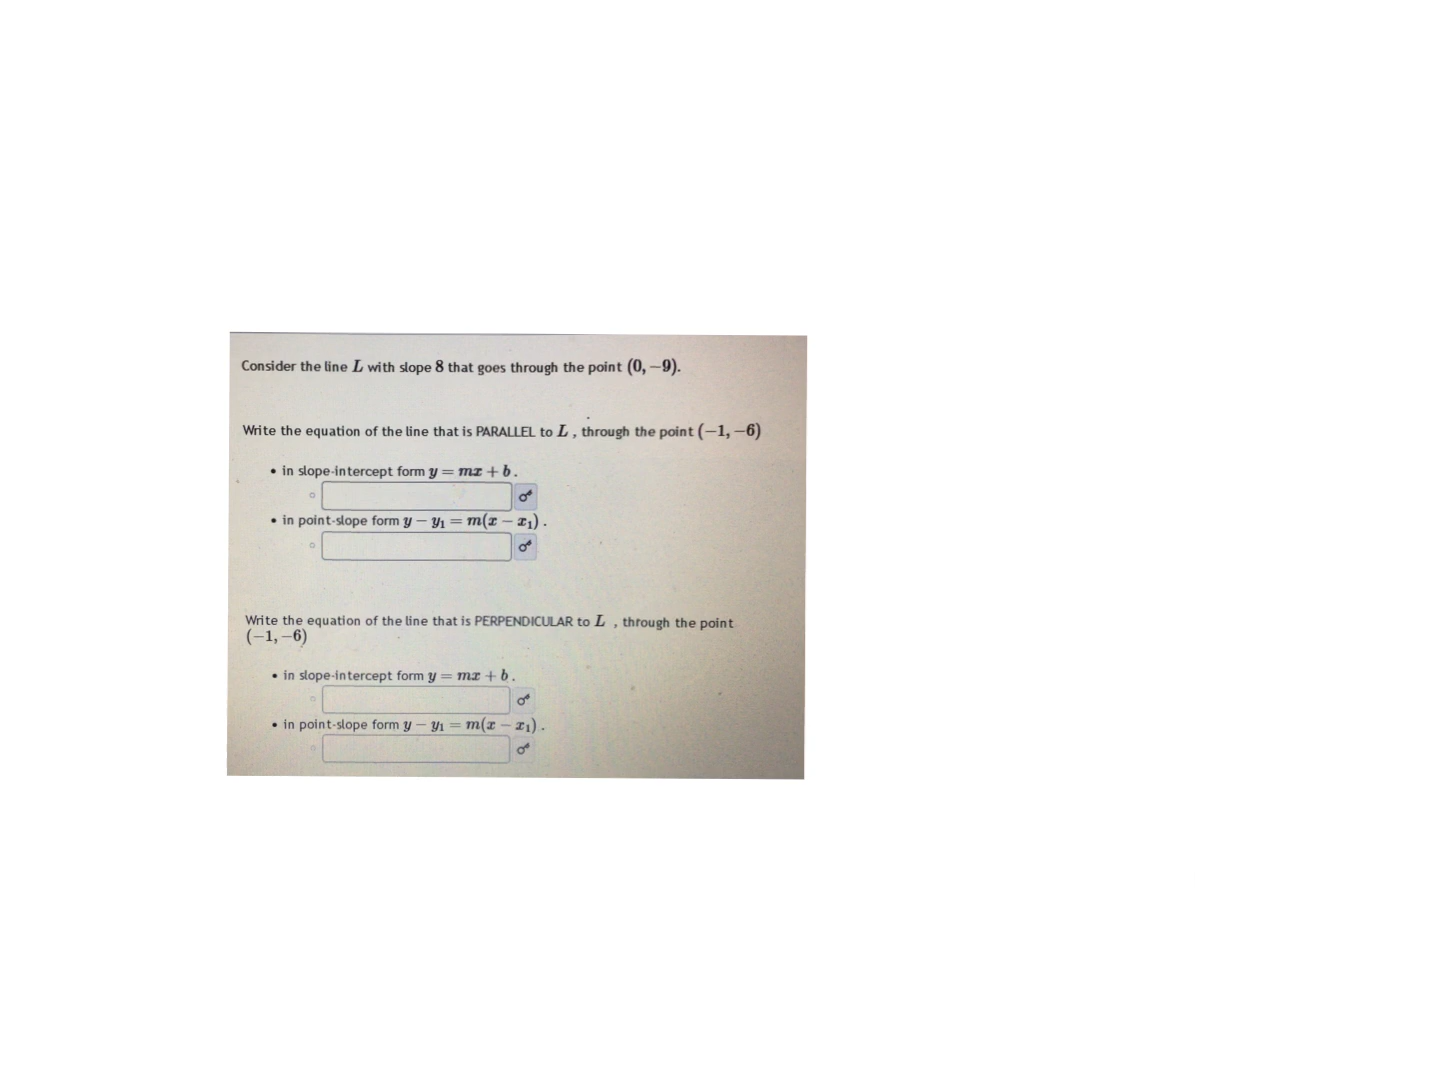 Consider the line L with slope 8 that goes through the point (0, −9).
Write the equation of the line that is PARALLEL to L , through the point (−1, −6)
• in slope-intercept form y = mx + b .
• in point-slope form y − y₁ = m(x − x₁) .
Write the equation of the line that is PERPENDICULAR to L , through the point
(−1, −6)
• in slope-intercept form y = mx + b .
• in point-slope form y − y₁ = m(x − x₁) .